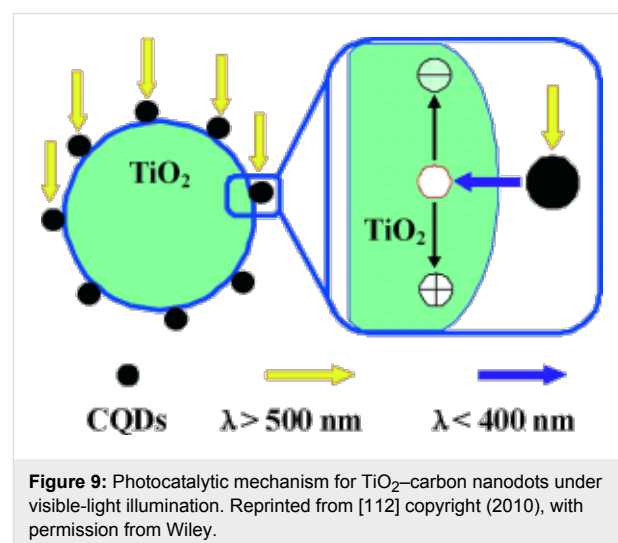 TiO₂
TiO₂
CQDs λ> 500 nm λ< 400 nm
Figure 9: Photocatalytic mechanism for TiO₂–carbon nanodots under
visible-light illumination. Reprinted from [112] copyright (2010), with
permission from Wiley.